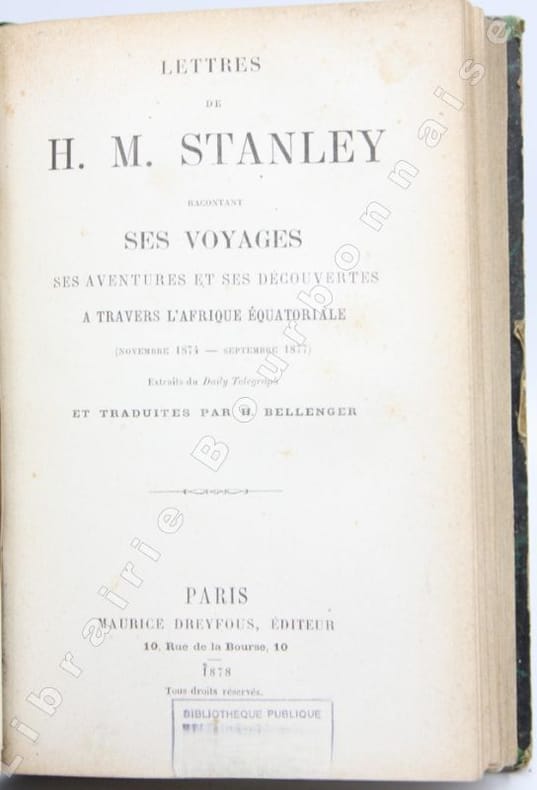 LETTRES
DE
H. M. STANLEY
RACONTANT
SES VOYAGES
SES AVENTURES ET SES DÉCOUVERTES
A TRAVERS L'AFRIQUE ÉQUATORIALE
(NOVEMBRE 1874 — SEPTEMBRE 1877)
Extraits du Daily Telegraph
ET TRADUITES PAR H. BELLENGER
PARIS
MAURICE DREYFOUS, ÉDITEUR
10, Rue de la Bourse, 10
1878
Tous droits réservés.
BIBLIOTHEQUE PUBLIQUE
Librairie Bourbonnaise